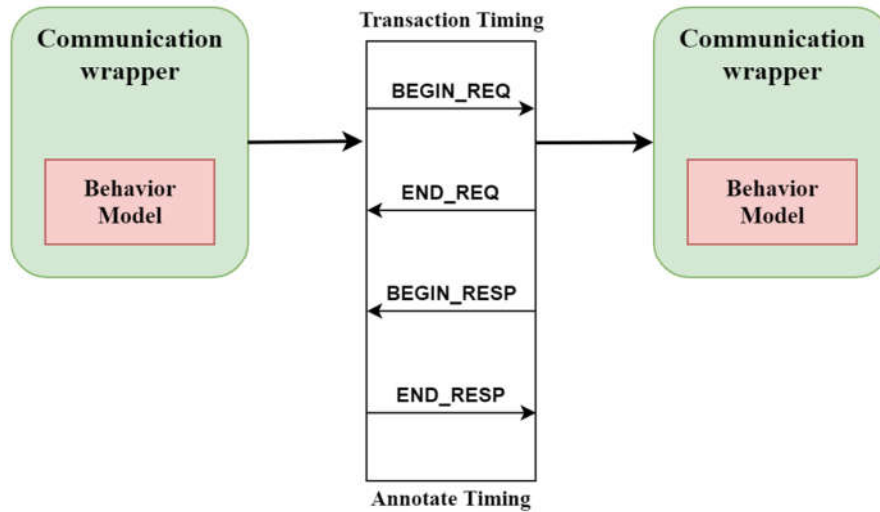 Transaction Timing
Communication
wrapper
Behavior
Model
BEGIN_REQ
END_REQ
BEGIN_RESP
END_RESP
Communication
wrapper
Behavior
Model
Annotate Timing